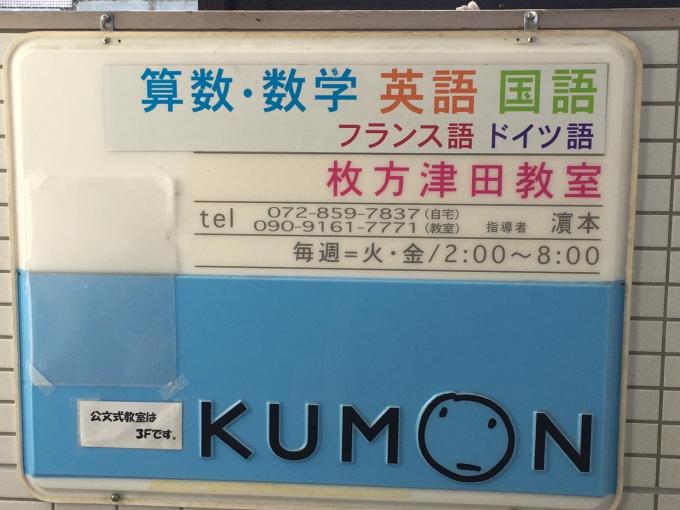 算数・数学 英語 国語
フランス語 ドイツ語
枚方津田教室
tel 072-859-7837(自宅)
090-9161-7771(教室) 指導者 濵本
毎週=火・金/2:00〜8:00
公文式教室は
3Fです。
KUMON